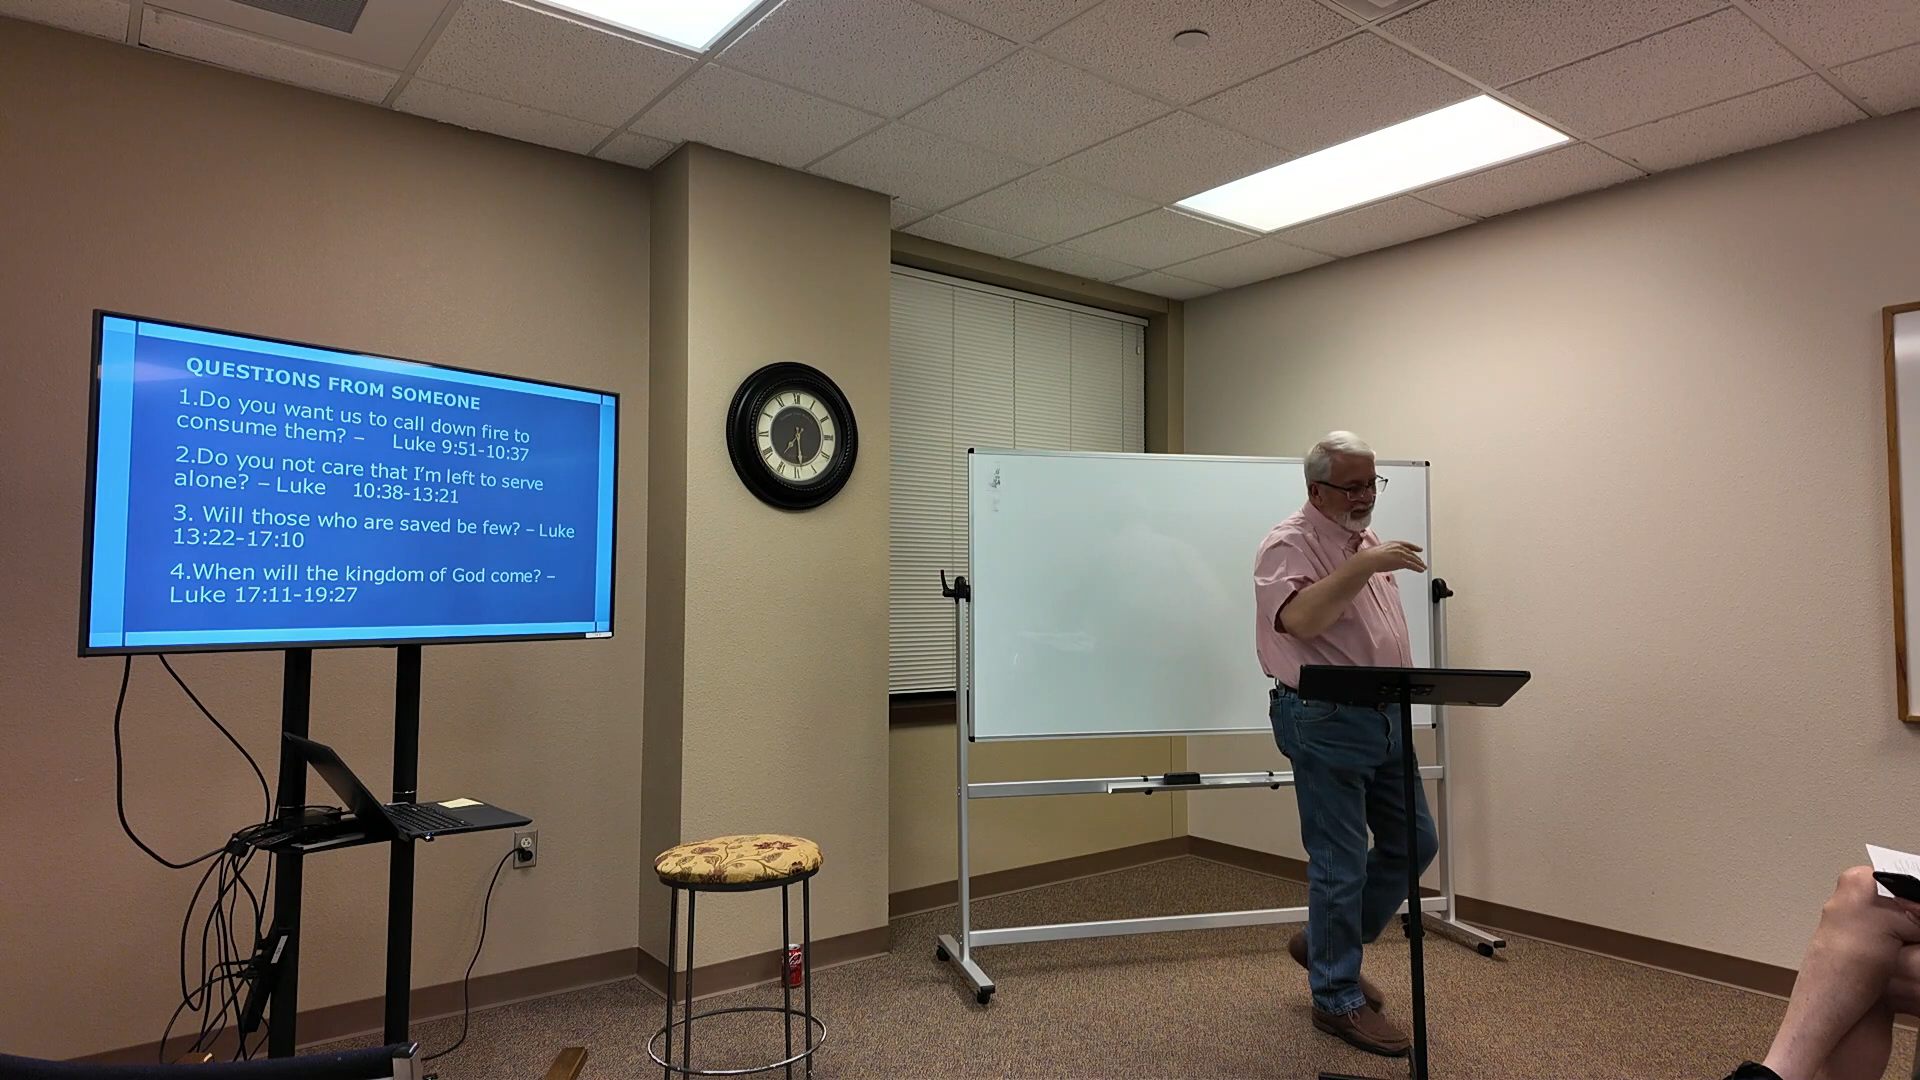 QUESTIONS FROM SOMEONE
1.Do you want us to call down fire to
consume them? – Luke 9:51-10:37
2.Do you not care that I’m left to serve
alone? – Luke 10:38-13:21
3. Will those who are saved be few? – Luke
13:22-17:10
4.When will the kingdom of God come? –
Luke 17:11-19:27